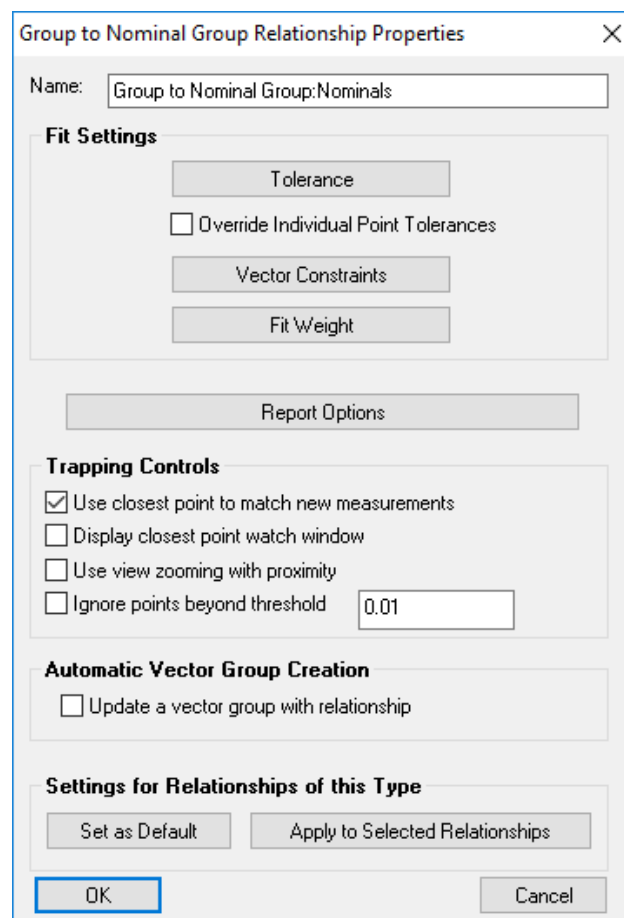 Group to Nominal Group Relationship Properties
Name: Group to Nominal Group:Nominals
Fit Settings
Tolerance
Override Individual Point Tolerances
Vector Constraints
Fit Weight
Report Options
Trapping Controls
Use closest point to match new measurements
Display closest point watch window
Use view zooming with proximity
Ignore points beyond threshold 0.01
Automatic Vector Group Creation
Update a vector group with relationship
Settings for Relationships of this Type
Set as Default Apply to Selected Relationships
OK Cancel